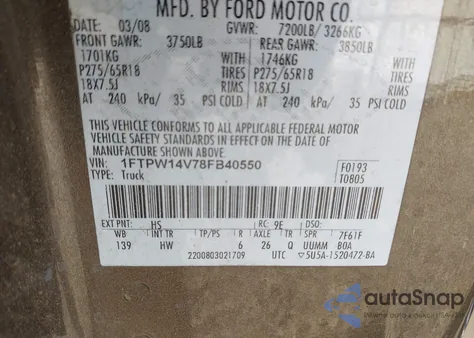 MFD. BY FORD MOTOR CO.
DATE: 03/08 GVWR: 7200LB/ 3266KG
FRONT GAWR: 3750LB REAR GAWR: 3850LB
1701KG WITH 1746KG WITH
P275/65R18 TIRES P275/65R18 TIRES
18X7.5J RIMS 18X7.5J RIMS
AT 240 kPa/ 35 PSI COLD AT 240 kPa/ 35 PSI COLD
THIS VEHICLE CONFORMS TO ALL APPLICABLE FEDERAL MOTOR
VEHICLE SAFETY STANDARDS IN EFFECT ON THE DATE OF
MANUFACTURE SHOWN ABOVE.
VIN: 1FTPW14V78FB40550 F0193
TYPE: Truck T0805
EXT PNT: HS RC: 9E DSO:
WB INT TR TP/PS R AXLE TR SPR 7F61F
139 HW 6 26 Q UUMM BOA
2200803021709 UTC ▽5U5A-1520472-BA
autoSnap